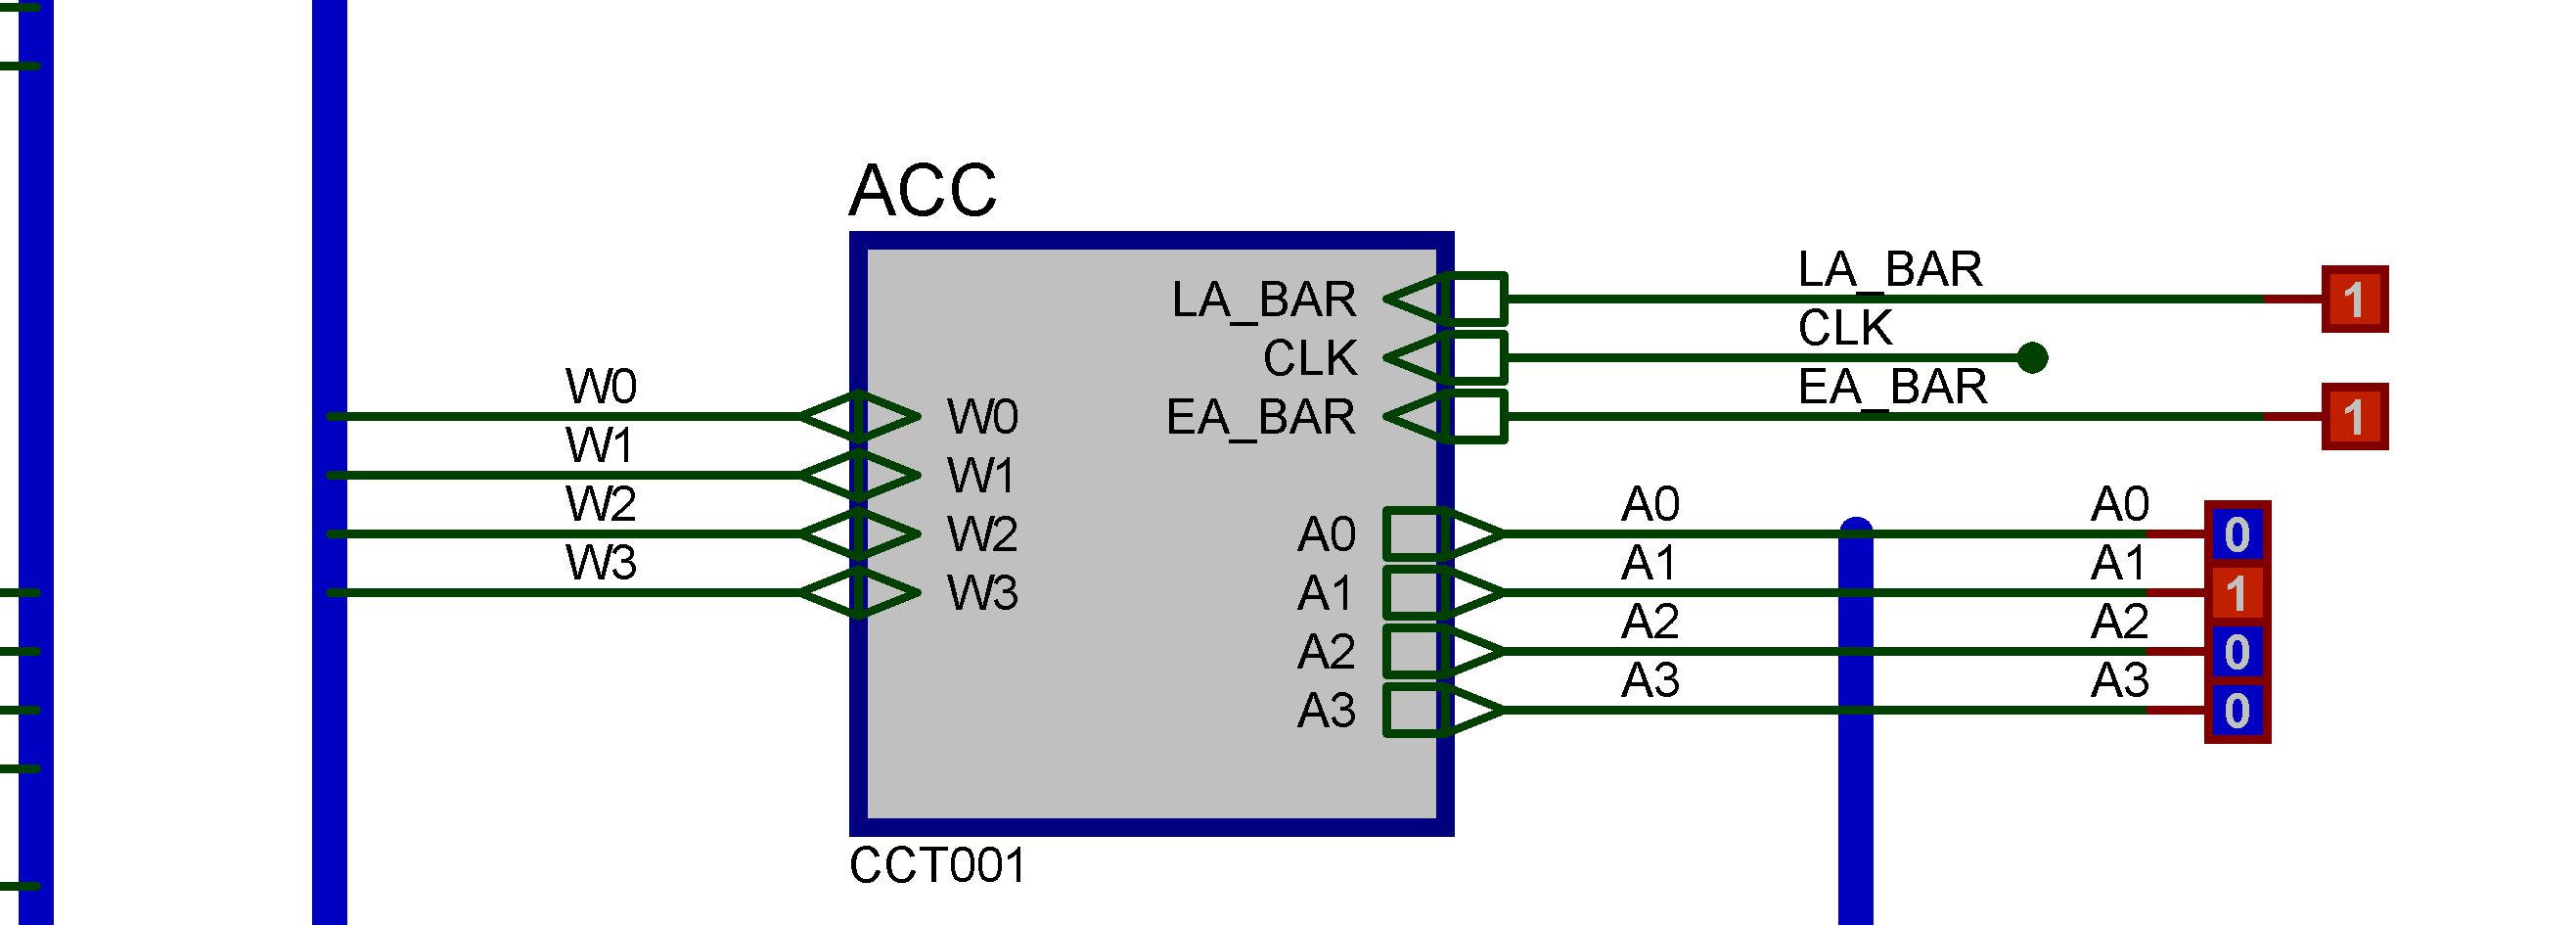 ACC
LA_BAR LA_BAR 1
CLK CLK
W0 W0 EA_BAR EA_BAR 1
W1 W1
W2 W2 A0 A0 A0 0
W3 W3 A1 A1 A1 1
A2 A2 A2 0
A3 A3 A3 0
CCT001